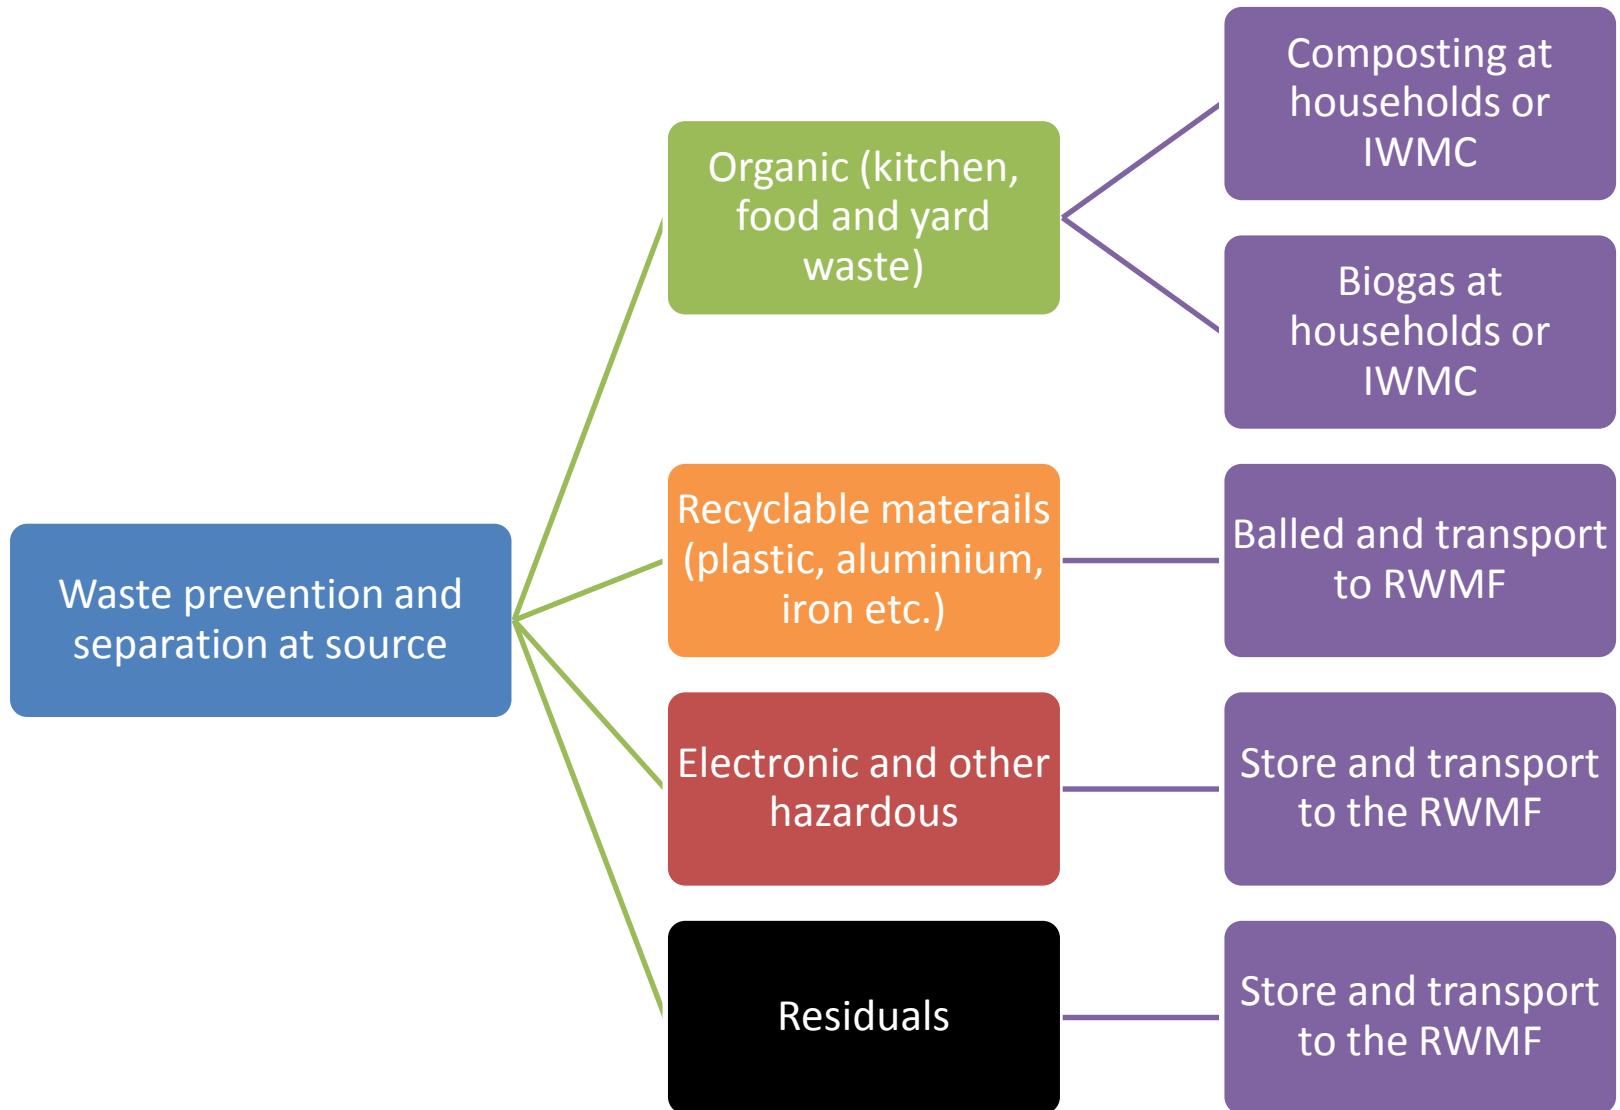 Waste prevention and
separation at source
Organic (kitchen,
food and yard
waste)
Composting at
households or
IWMC
Biogas at
households or
IWMC
Recyclable materails
(plastic, aluminium,
iron etc.)
Balled and transport
to RWMF
Electronic and other
hazardous
Store and transport
to the RWMF
Residuals
Store and transport
to the RWMF